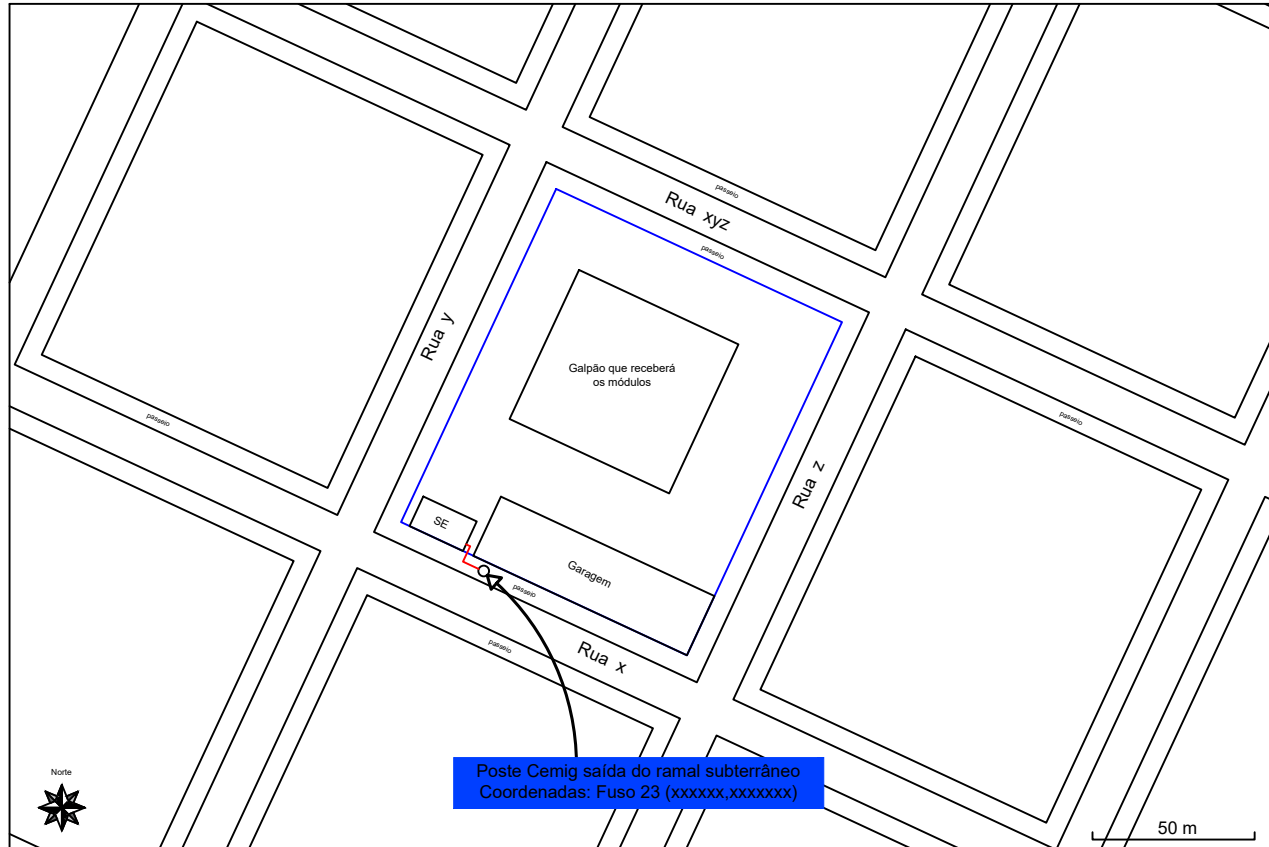 passeio
Rua xyz
passeio
Rua y
Galpão que receberá
os módulos
passeio
passeio
Rua z
SE
Garagem
passeio
passeio
Rua x
Poste Cemig saída do ramal subterrâneo
Coordenadas: Fuso 23 (xxxxxx,xxxxxxx)
Norte
50 m